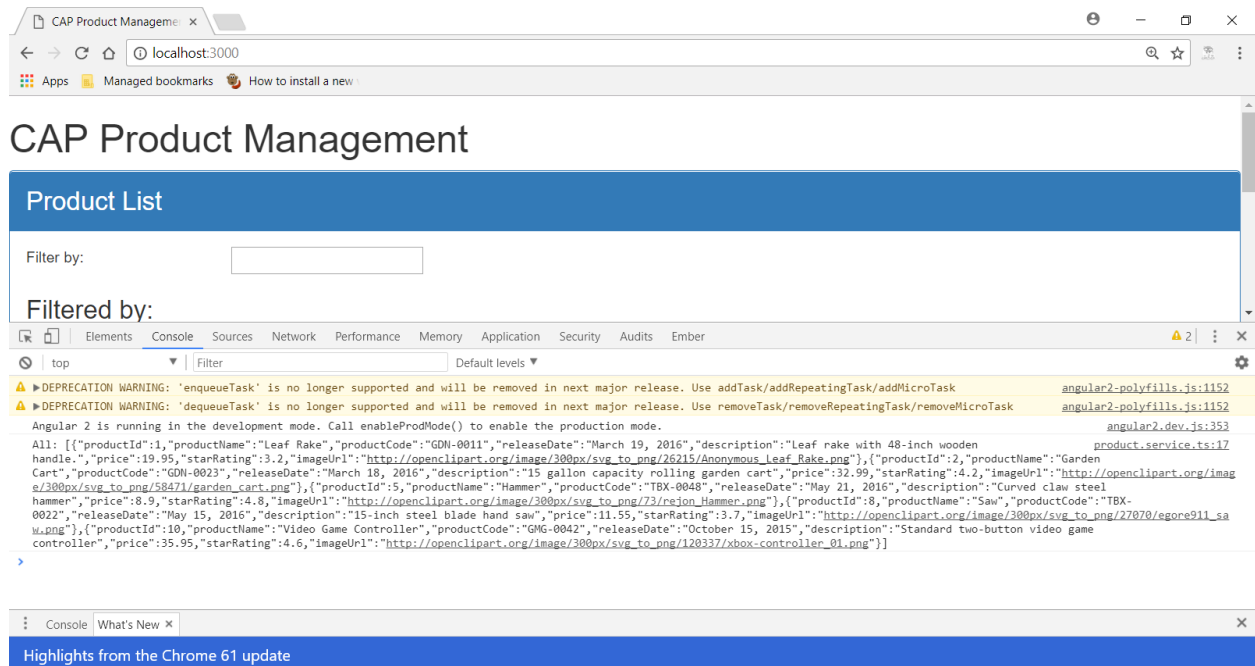 CAP Product Managemen
localhost:3000
Apps Managed bookmarks How to install a new v
CAP Product Management
Product List
Filter by:
Filtered by:
Elements Console Sources Network Performance Memory Application Security Audits Ember 2
top Filter Default levels
DEPRECATION WARNING: 'enqueueTask' is no longer supported and will be removed in next major release. Use addTask/addRepeatingTask/addMicroTask angular2-polyfills.js:1152
DEPRECATION WARNING: 'dequeueTask' is no longer supported and will be removed in next major release. Use removeTask/removeRepeatingTask/removeMicroTask angular2-polyfills.js:1152
Angular 2 is running in the development mode. Call enableProdMode() to enable the production mode. angular2.dev.js:353
All: [{"productId":1,"productName":"Leaf Rake","productCode":"GDN-0011","releaseDate":"March 19, 2016","description":"Leaf rake with 48-inch wooden product.service.ts:17
handle.","price":19.95,"starRating":3.2,"imageUrl":"http://openclipart.org/image/300px/svg_to_png/26215/Anonymous_Leaf_Rake.png"},{"productId":2,"productName":"Garden
Cart","productCode":"GDN-0023","releaseDate":"March 18, 2016","description":"15 gallon capacity rolling garden cart","price":32.99,"starRating":4.2,"imageUrl":"http://openclipart.org/imag
e/300px/svg_to_png/58471/garden_cart.png"},{"productId":5,"productName":"Hammer","productCode":"TBX-0048","releaseDate":"May 21, 2016","description":"Curved claw steel
hammer","price":8.9,"starRating":4.8,"imageUrl":"http://openclipart.org/image/300px/svg_to_png/73/rejon_Hammer.png"},{"productId":8,"productName":"Saw","productCode":"TBX-
0022","releaseDate":"May 15, 2016","description":"15-inch steel blade hand saw","price":11.55,"starRating":3.7,"imageUrl":"http://openclipart.org/image/300px/svg_to_png/27070/egore911_sa
w.png"},{"productId":10,"productName":"Video Game Controller","productCode":"GMG-0042","releaseDate":"October 15, 2015","description":"Standard two-button video game
controller","price":35.95,"starRating":4.6,"imageUrl":"http://openclipart.org/image/300px/svg_to_png/120337/xbox-controller_01.png"}]
Console What's New
Highlights from the Chrome 61 update